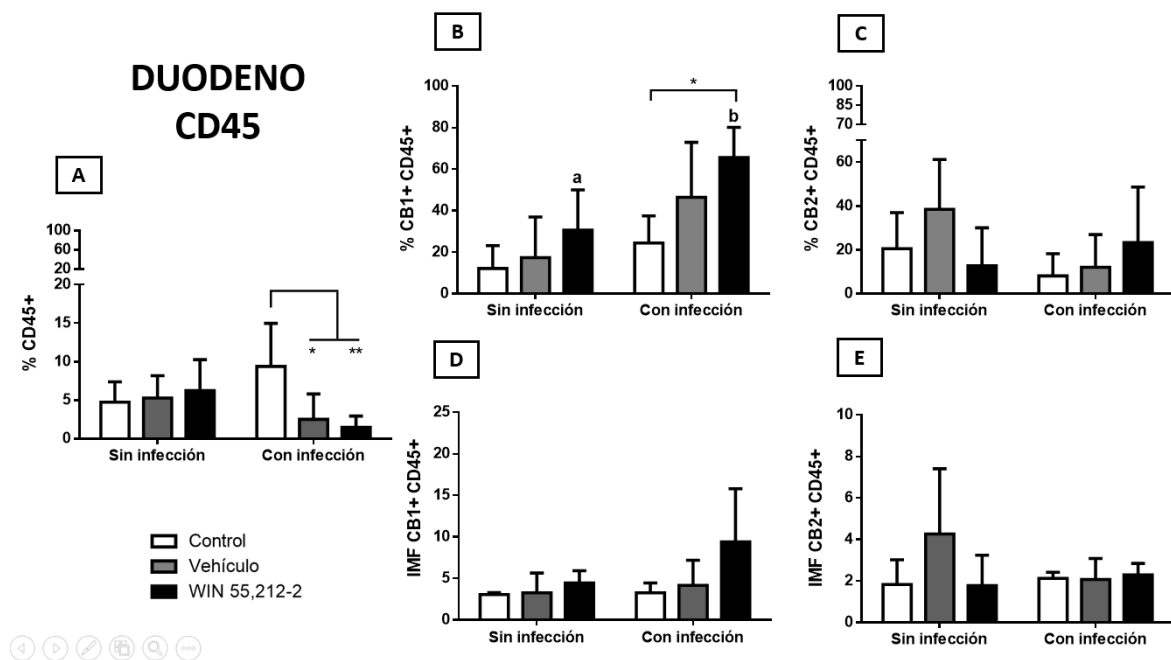 DUODENO
CD45
A
% CD45+
100
60
20
20
15
10
5
0
*
**
Sin infección
Con infección
Control
Vehículo
WIN 55,212-2
B
% CB1+ CD45+
100
80
60
40
20
0
a
*
b
Sin infección
Con infección
C
% CB2+ CD45+
100
85
70
60
40
20
0
Sin infección
Con infección
D
IMF CB1+ CD45+
25
20
15
10
5
0
Sin infección
Con infección
E
IMF CB2+ CD45+
10
8
6
4
2
0
Sin infección
Con infección